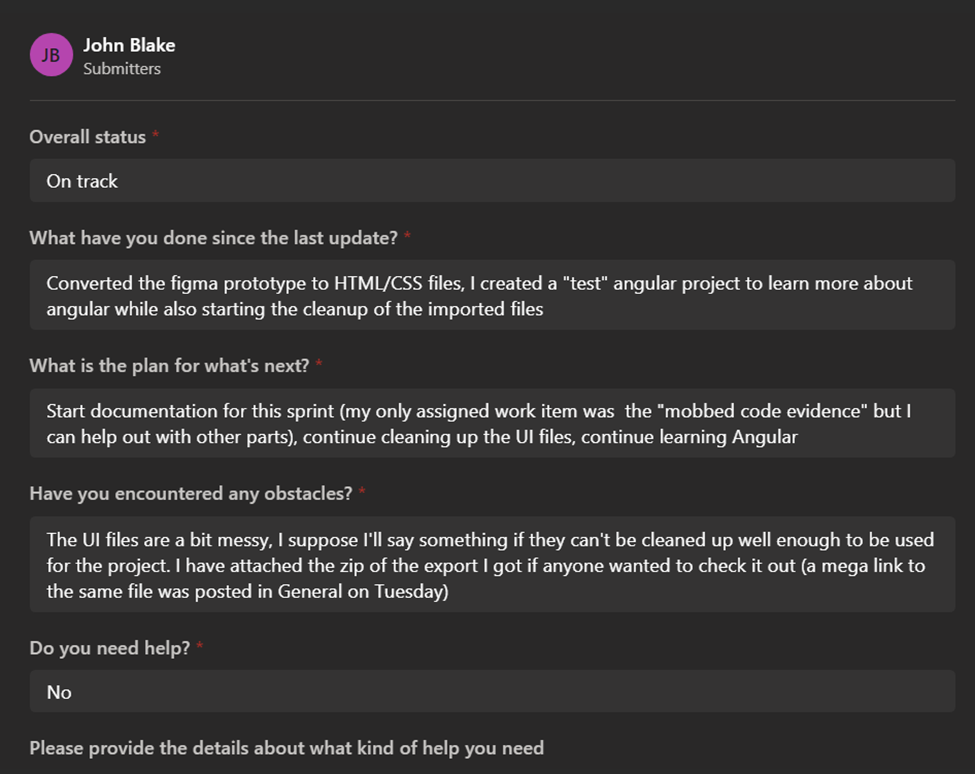 JB
John Blake
Submitters
Overall status *
On track
What have you done since the last update? *
Converted the figma prototype to HTML/CSS files, I created a "test" angular project to learn more about
angular while also starting the cleanup of the imported files
What is the plan for what's next? *
Start documentation for this sprint (my only assigned work item was  the "mobbed code evidence" but I
can help out with other parts), continue cleaning up the UI files, continue learning Angular
Have you encountered any obstacles? *
The UI files are a bit messy, I suppose I'll say something if they can't be cleaned up well enough to be used
for the project. I have attached the zip of the export I got if anyone wanted to check it out (a mega link to
the same file was posted in General on Tuesday)
Do you need help? *
No
Please provide the details about what kind of help you need